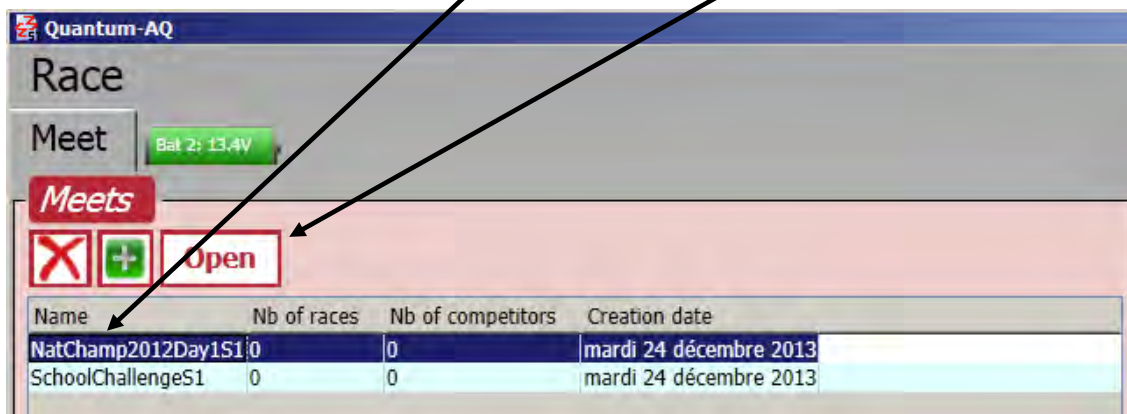 Quantum-AQ
Race
Meet
Bat 2: 13.4V
Meets
Open
Name Nb of races Nb of competitors Creation date
NatChamp2012Day1S1 0 0 mardi 24 décembre 2013
SchoolChallengeS1 0 0 mardi 24 décembre 2013